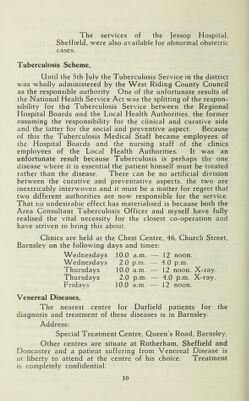 The services of the Jessop Hospital,
Sheffield, were also available for abnormal obstetric
cases.
Tuberculosis Scheme.
Until the 5th July the Tuberculosis Service in the district
was wholly administered by the West Riding County Council
as the responsible authority. One of the unfortunate results of
the National Health Service Act was the splitting of the respon-
sibility for the Tuberculosis Service between the Regional
Hospital Boards and the Local Health Authorities, the former
assuming the responsibility for the clinical and curative side
and the latter for the social and preventive aspect. Because
of this the Tuberculosis Medical Staff became employees of
the Hospital Boards and the nursing staff of the clinics
employees of the Local Health Authorities. It was an
unfortunate result because Tuberculosis is perhaps the one
disease where it is essential the patient himself must be treated
rather than the disease. There can be no artificial division
between the curative and preventative aspects, the two are
inextricably interwoven and it must be a matter for regret that
two different authorities are now responsible for the service.
That no undesirable effect has materialised is because both the
Area Consultant Tuberculosis Officer and myself have fully
realised the vital necessity for the closest co-operation and
have striven to bring this about.
Clinics are held at the Chest Centre, 46, Church Street,
Barnsley on the following days and times:
Wednesdays 10.0 a.m. — 12 noon.
Wednesdays 2.0 p.m. — 4.0 p.m.
Thursdays 10.0 a.m. — 12 noon. X-ray.
Thursdays 2.0 p.m. — 4.0 p.m. X-ray.
Fridays 10.0 a.m. — 12 noon.
Venereal Diseases.
The nearest centre for Darfield patients for the
diagnosis and treatment of these diseases is in Barnsley.
Address:
Special Treatment Centre, Queen's Road, Barnsley.
Other centres are situate at Rotherham, Sheffield and
Doncaster and a patient suffering from Venereal Disease is
at liberty to attend the centre of his choice. Treatment
is completely confidential.
10